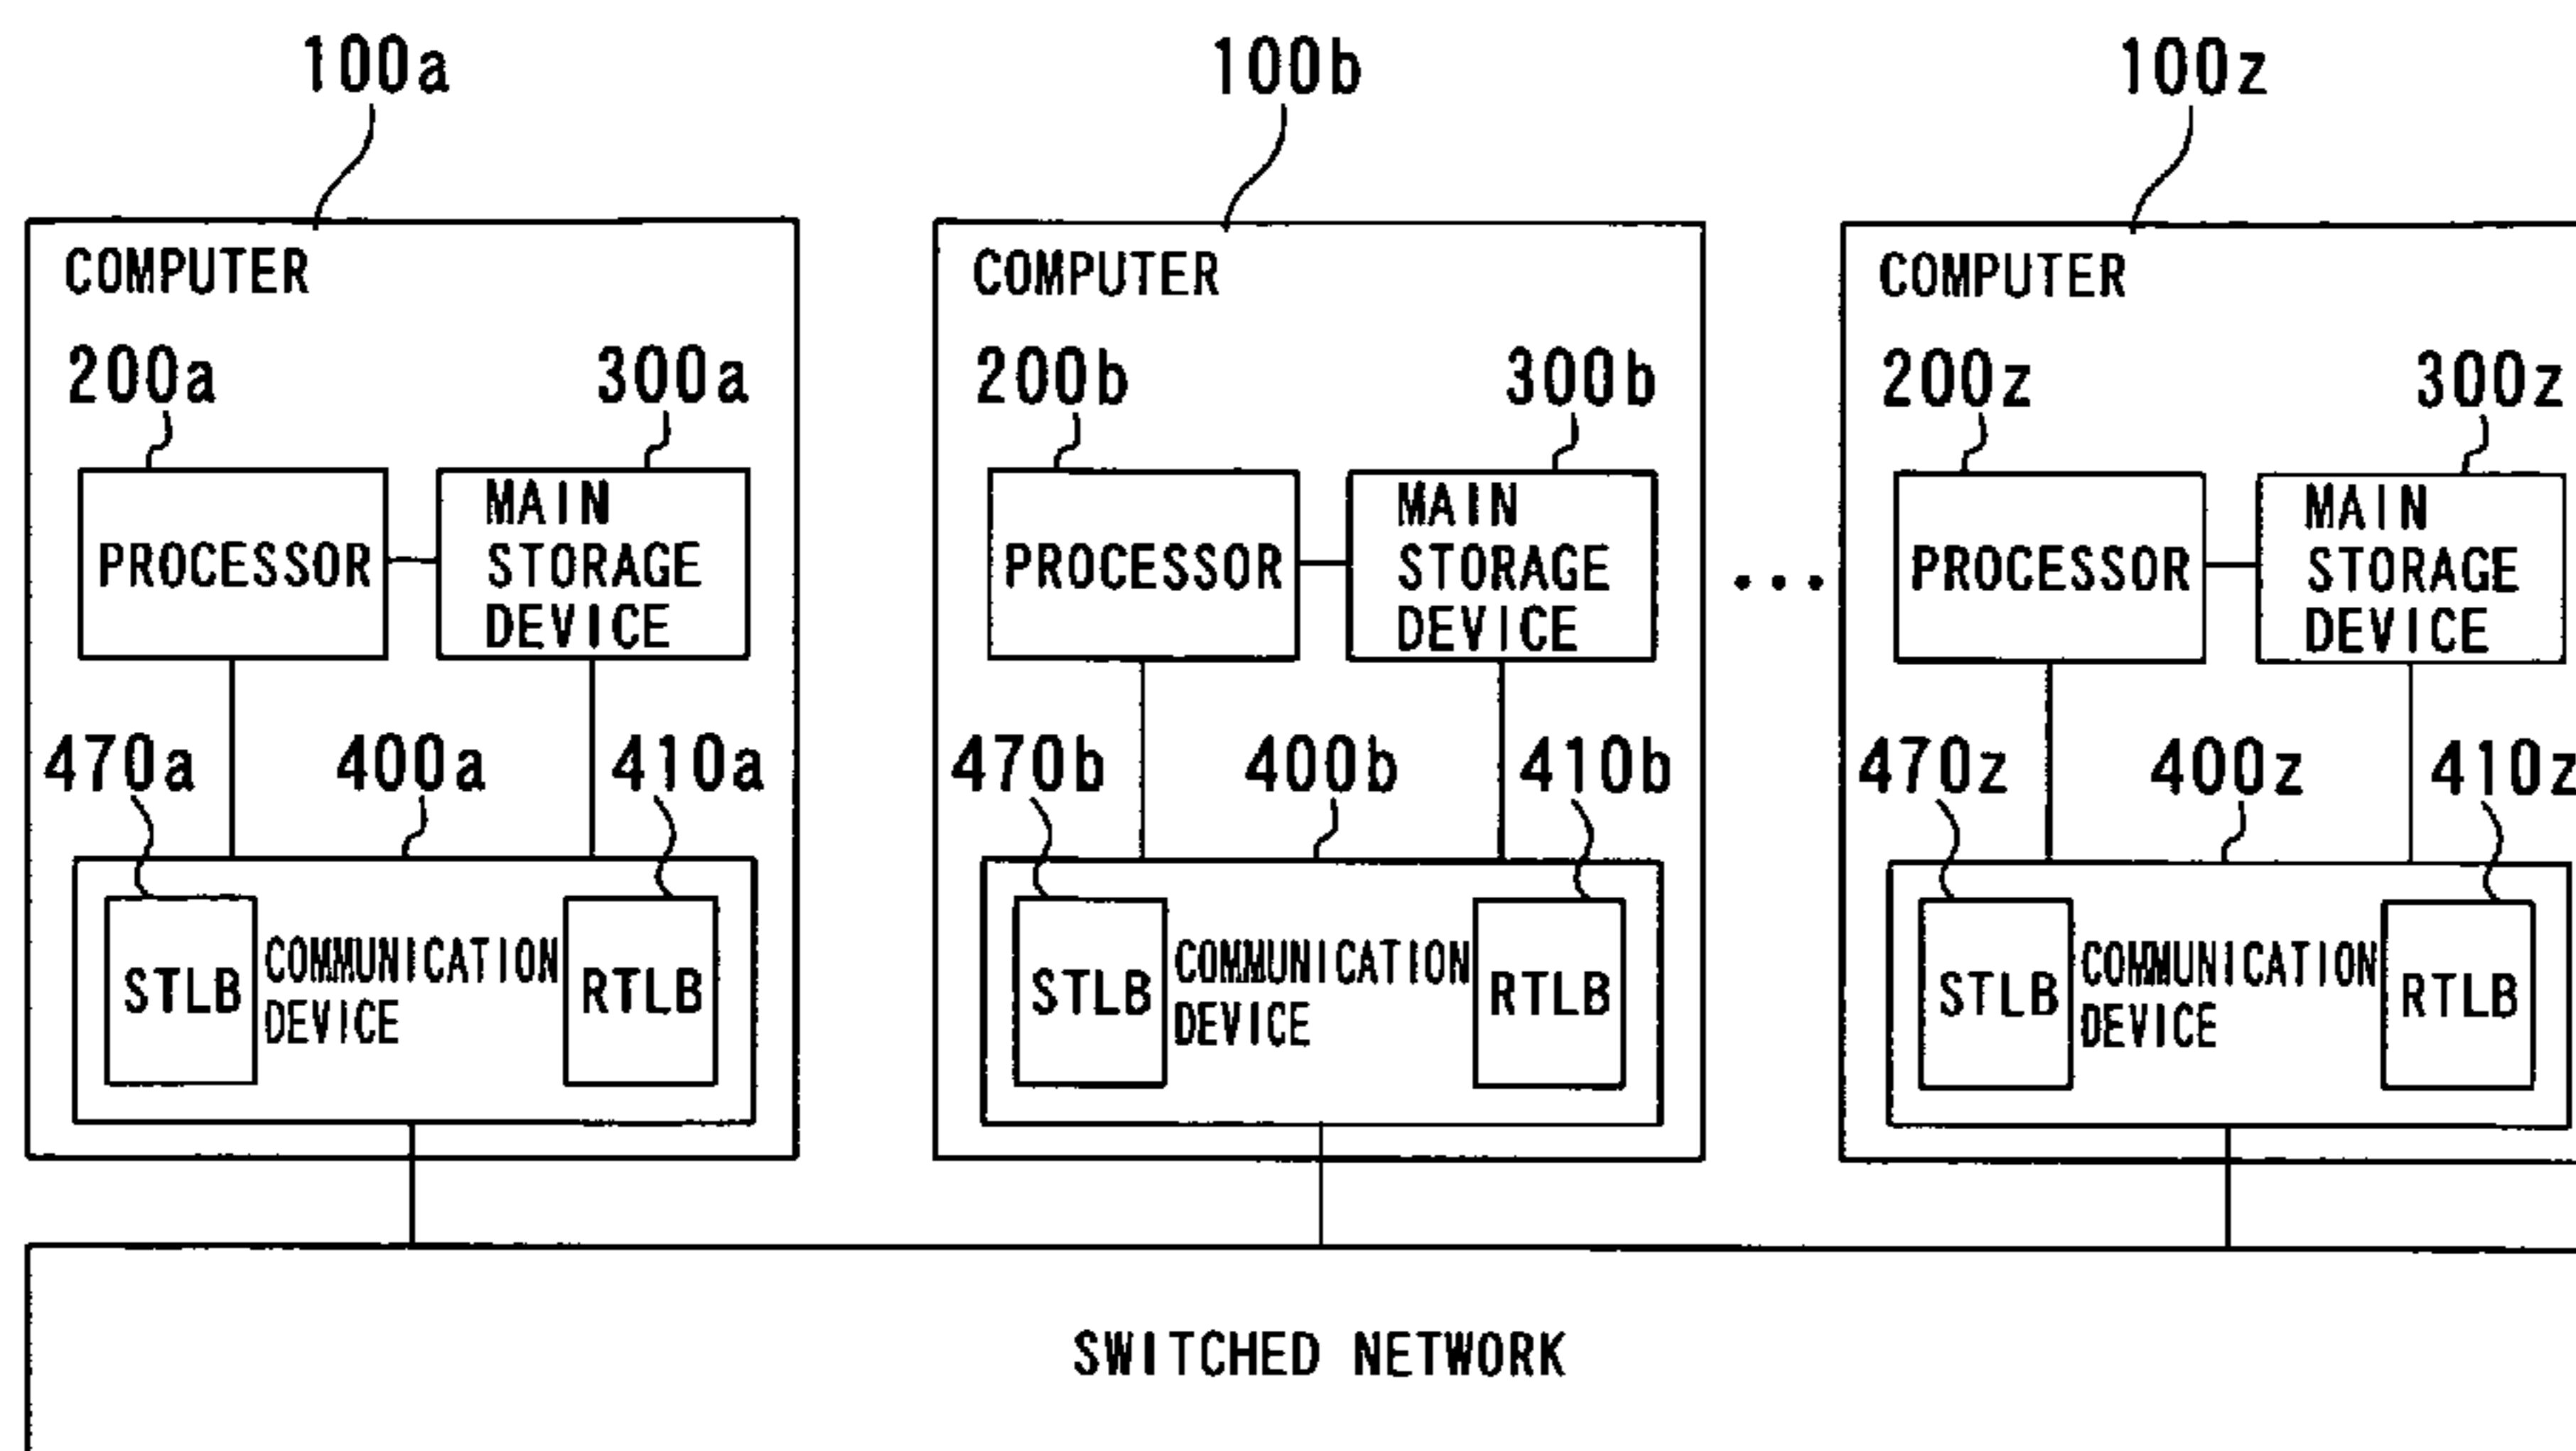 100a 100b 100z
COMPUTER COMPUTER COMPUTER
200a 300a 200b 300b 200z 300z
PROCESSOR
MAIN
STORAGE
DEVICE
PROCESSOR
MAIN
STORAGE
DEVICE
...
PROCESSOR
MAIN
STORAGE
DEVICE
470a 400a 410a 470b 400b 410b 470z 400z 410z
STLB
COMMUNICATION
DEVICE
RTLB
STLB
COMMUNICATION
DEVICE
RTLB
STLB
COMMUNICATION
DEVICE
RTLB
SWITCHED NETWORK